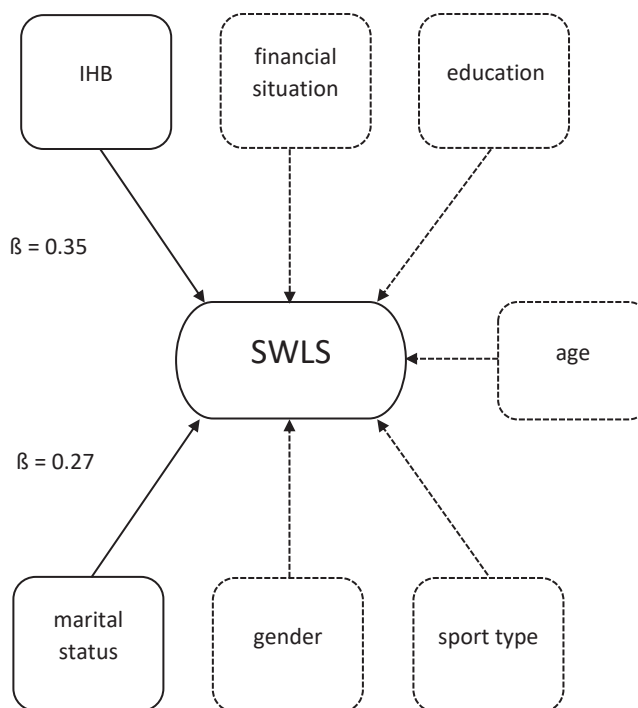 IHB
financial
situation
education
ß = 0.35
SWLS
age
ß = 0.27
marital
status
gender
sport type